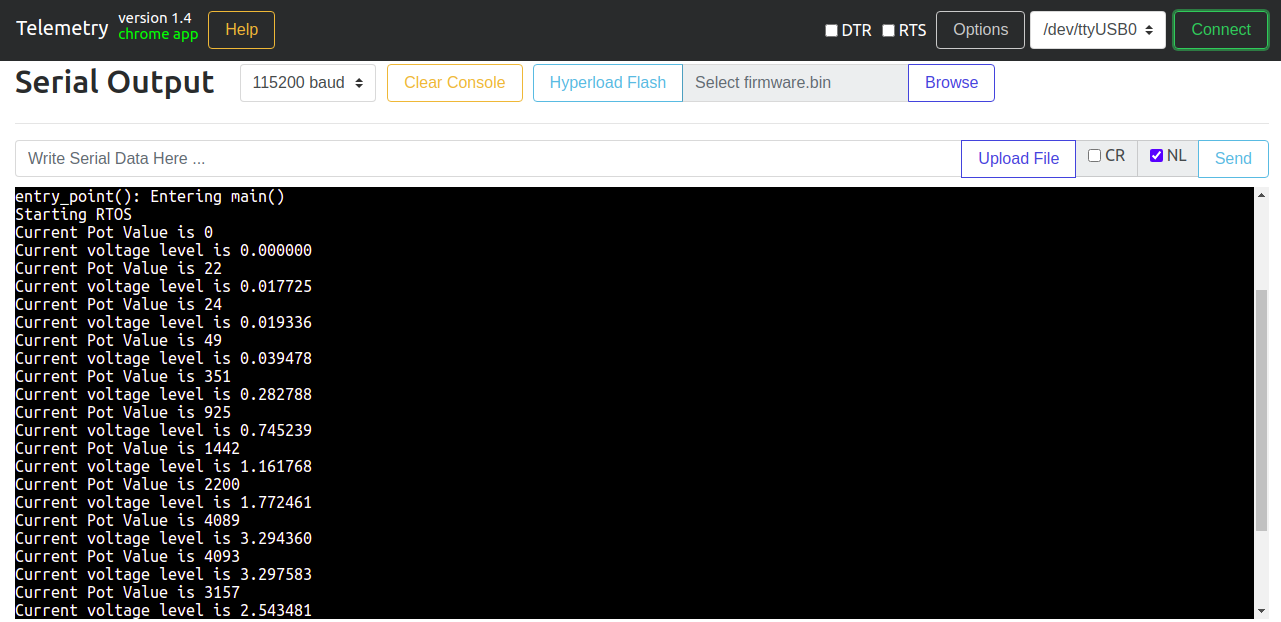 Telemetry version 1.4 chrome app Help DTR RTS Options /dev/ttyUSB0 Connect
Serial Output 115200 baud Clear Console Hyperload Flash Select firmware.bin Browse
Write Serial Data Here ... Upload File CR NL Send
entry_point(): Entering main()
Starting RTOS
Current Pot Value is 0
Current voltage level is 0.000000
Current Pot Value is 22
Current voltage level is 0.017725
Current Pot Value is 24
Current voltage level is 0.019336
Current Pot Value is 49
Current voltage level is 0.039478
Current Pot Value is 351
Current voltage level is 0.282788
Current Pot Value is 925
Current voltage level is 0.745239
Current Pot Value is 1442
Current voltage level is 1.161768
Current Pot Value is 2200
Current voltage level is 1.772461
Current Pot Value is 4089
Current voltage level is 3.294360
Current Pot Value is 4093
Current voltage level is 3.297583
Current Pot Value is 3157
Current voltage level is 2.543481